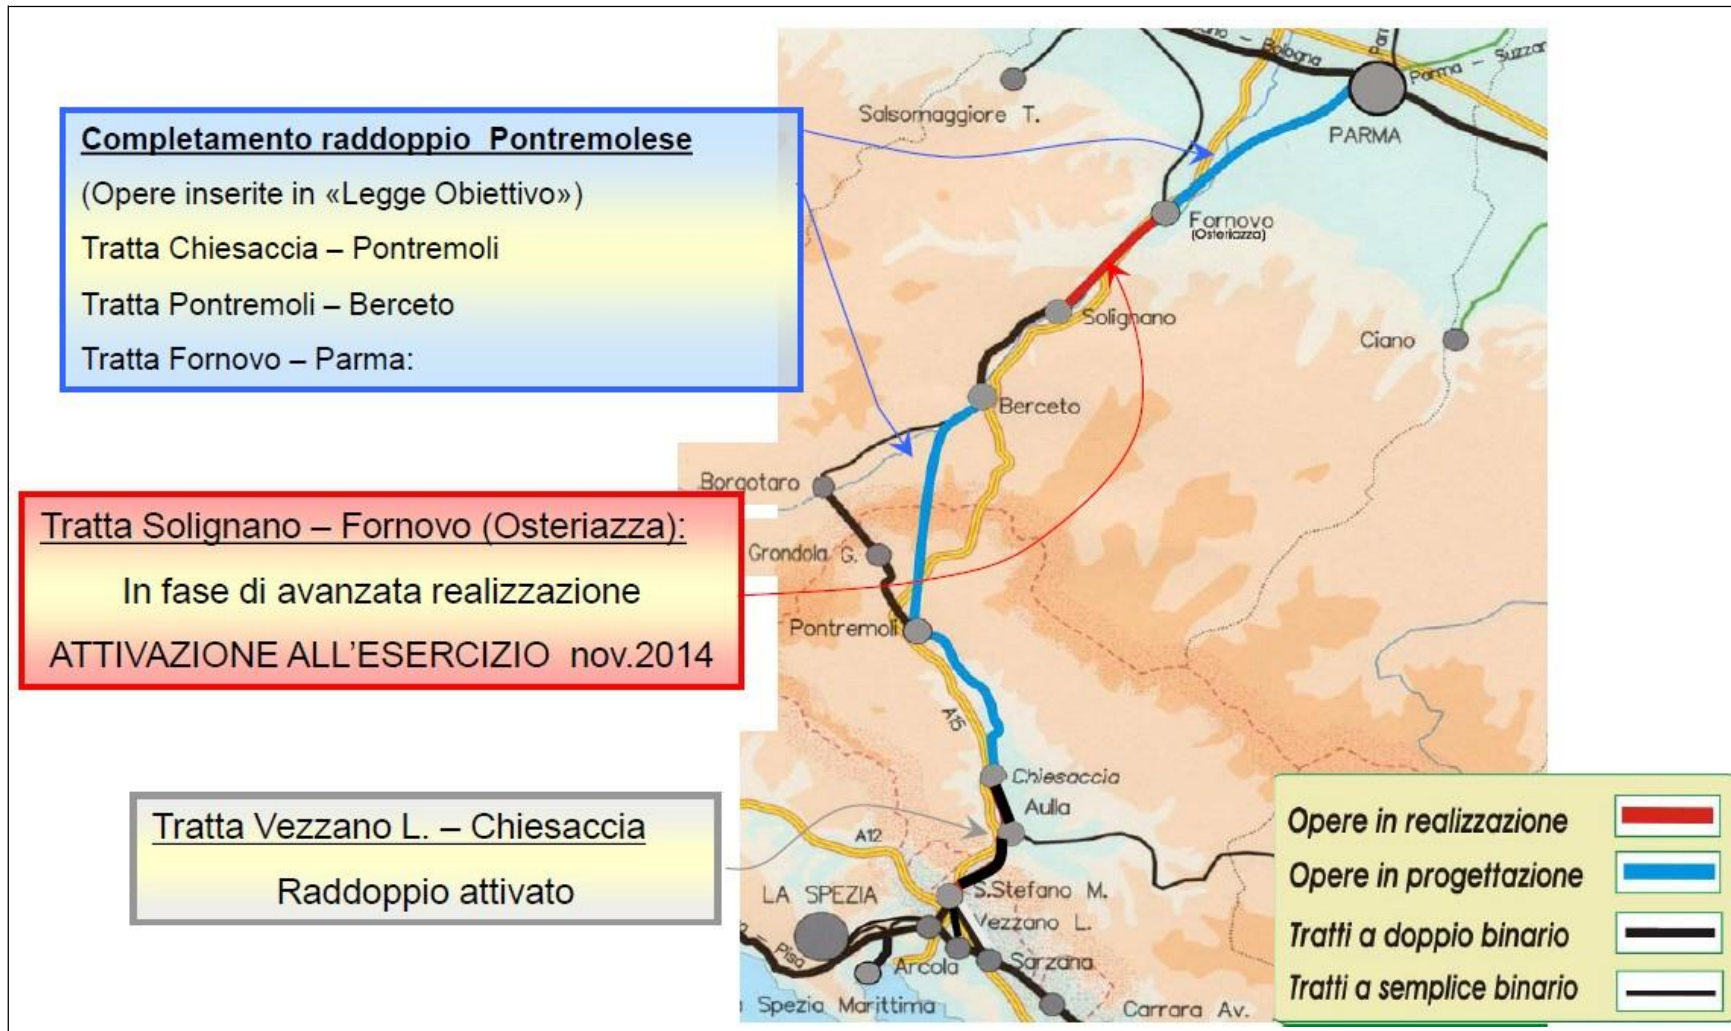 Completamento raddoppio Pontremolese
(Opere inserite in «Legge Obiettivo»)
Tratta Chiesaccia – Pontremoli
Tratta Pontremoli – Berceto
Tratta Fornovo – Parma:
Tratta Solignano – Fornovo (Osteriazza):
In fase di avanzata realizzazione
ATTIVAZIONE ALL'ESERCIZIO nov.2014
Tratta Vezzano L. – Chiesaccia
Raddoppio attivato
Bologna
Parma – Suzzar
Salsomaggiore T.
PARMA
Fornovo
(Osteriazza)
Solignano
Ciano
Berceto
Borgotaro
Grondola G.
Pontremoli
A15
Chiesaccia
Aulla
A12
S.Stefano M.
LA SPEZIA
Vezzano L.
Pisa
Arcola
Sarzana
Spezia Marittima
Carrara Av.
Opere in realizzazione
Opere in progettazione
Tratti a doppio binario
Tratti a semplice binario